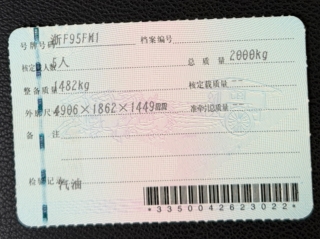 号牌号码 浙F95FM1 档案编号
核定载人数 5人 总质量 2000kg
整备质量 1482kg 核定载质量 --
外廓尺寸 4906×1862×1449mm 准牵引总质量 --
备注
检验记录 汽油
*3350042623022*